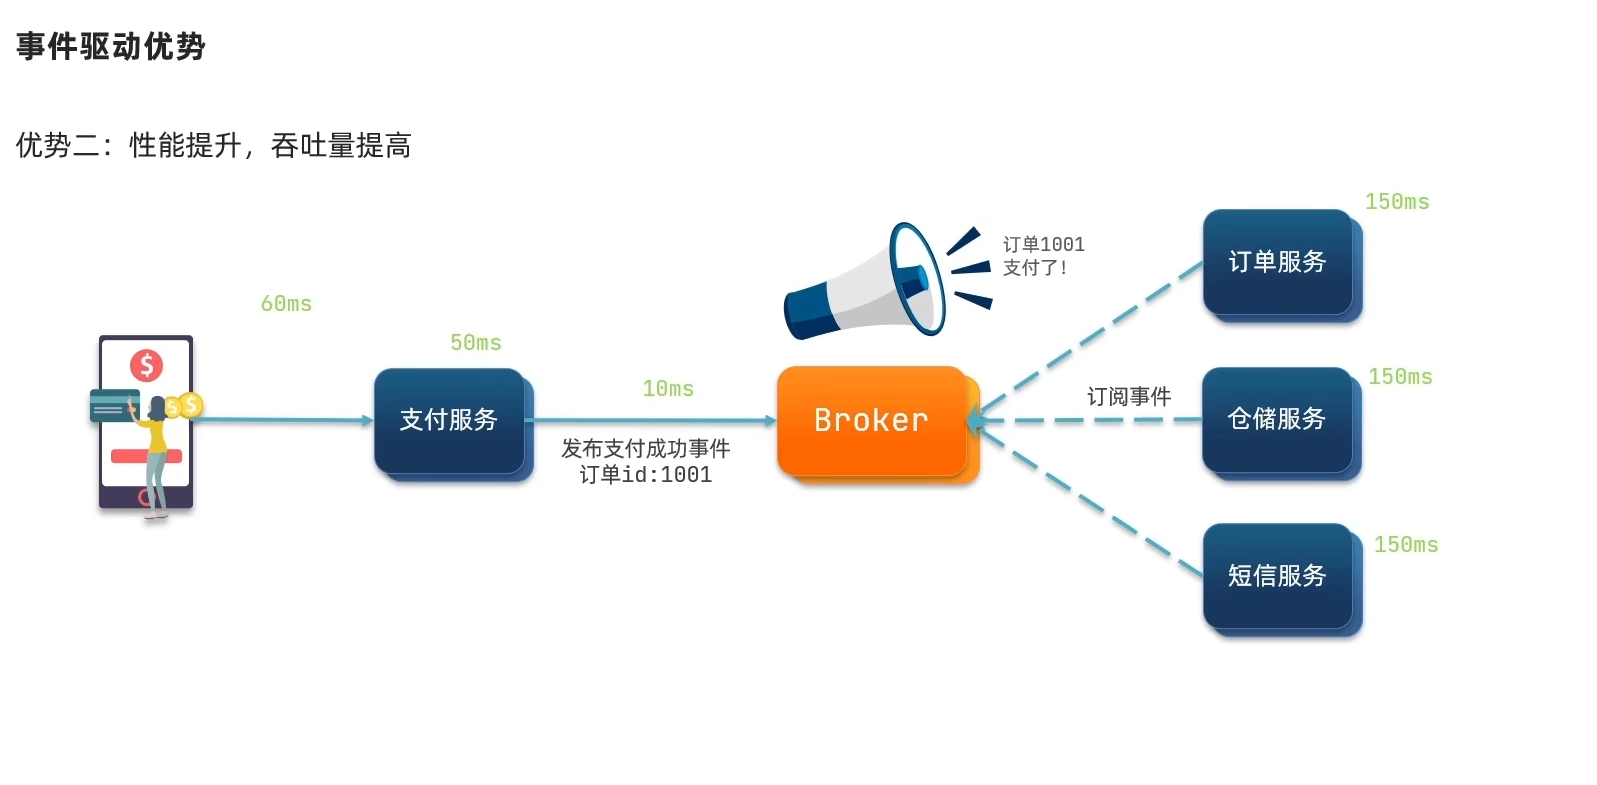 事件驱动优势
优势二：性能提升，吞吐量提高
60ms
50ms
支付服务
10ms
发布支付成功事件
订单id:1001
订单1001
支付了!
Broker
订阅事件
150ms
订单服务
150ms
仓储服务
150ms
短信服务
$
$
$